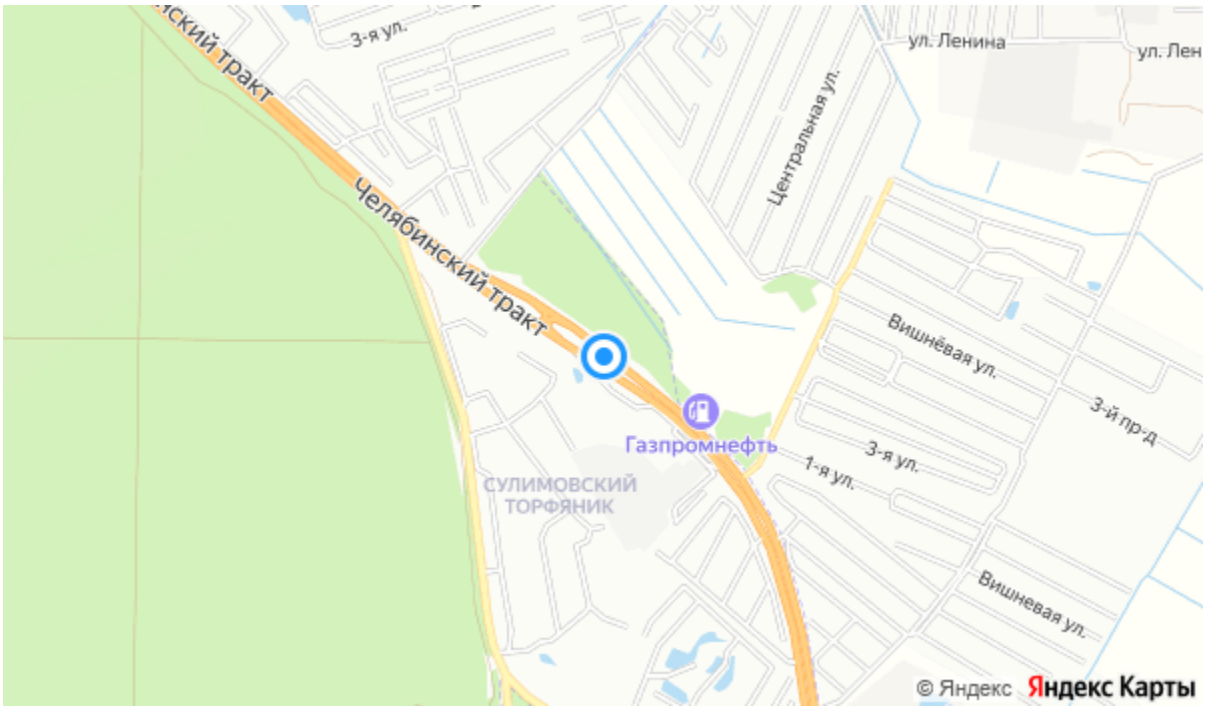 нский тракт
3-я ул.
ул. Ленина
ул. Лен
Центральная ул.
Челябинский тракт
Вишнёвая ул.
3-й пр-д
Газпромнефть
3-я ул.
1-я ул.
СУЛИМОВСКИЙ
ТОРФЯНИК
Вишневая ул.
© Яндекс Яндекс Карты